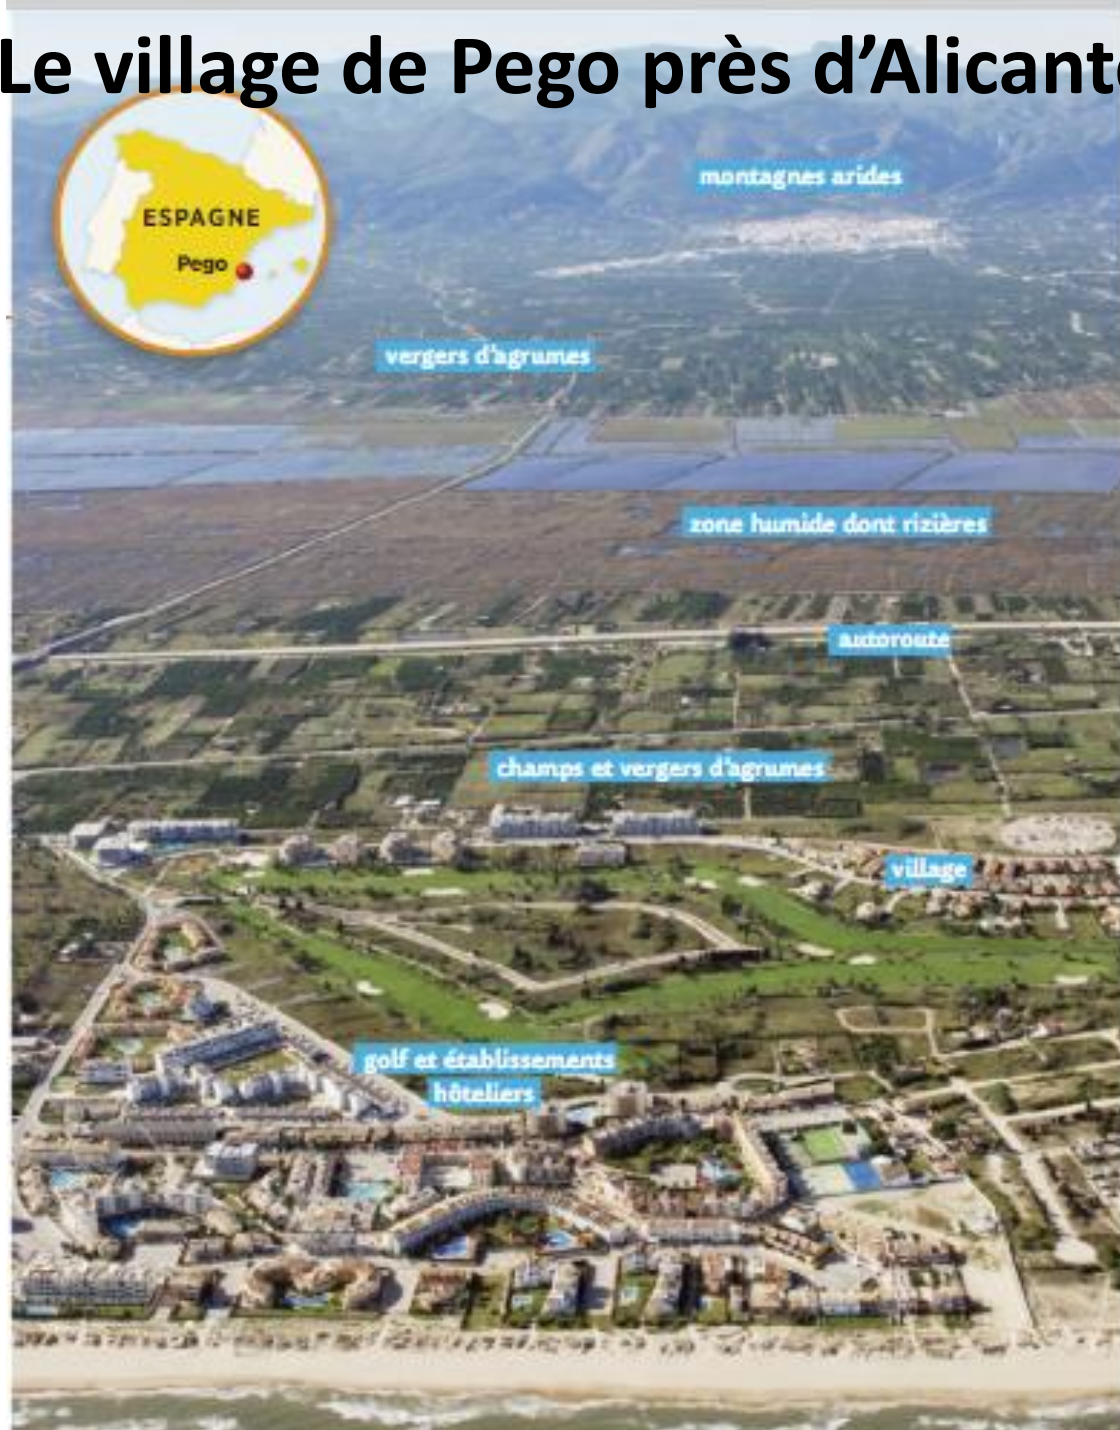 Le village de Pego près d'Alicante
montagnes arides
ESPAGNE
Pego
vergers d'agrumes
zone humide dont rizières
autoroute
champs et vergers d'agrumes
village
golf et établissements
hôteliers